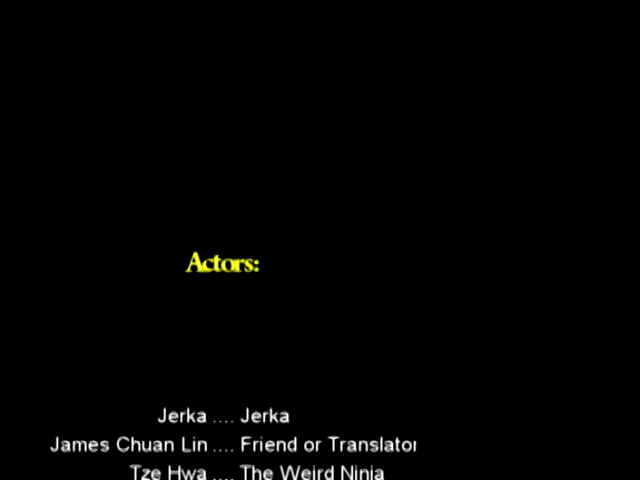 Actors:
Jerka .... Jerka
James Chuan Lin .... Friend or Translator
Tze Hwa .... The Weird Ninja